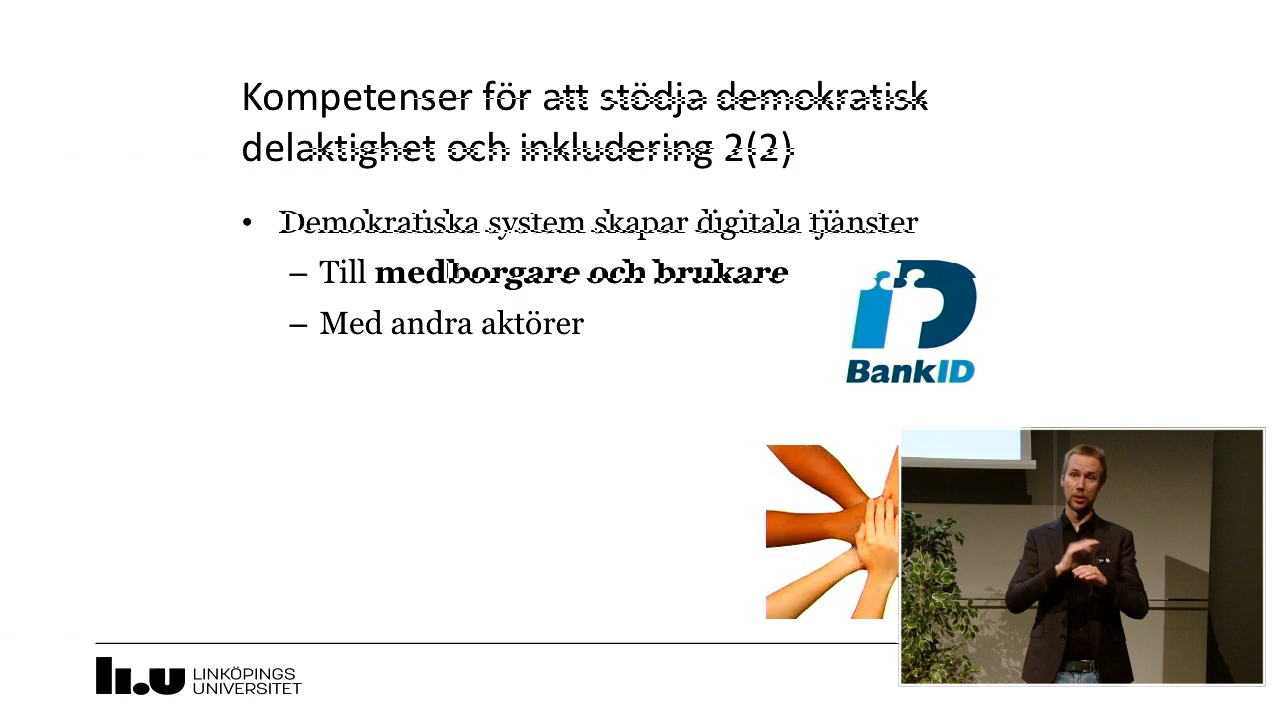 Kompetenser för att stödja demokratisk
delaktighet och inkludering 2(2)
• Demokratiska system skapar digitala tjänster
– Till medborgare och brukare
– Med andra aktörer
BankID
li.u LINKÖPINGS
UNIVERSITET